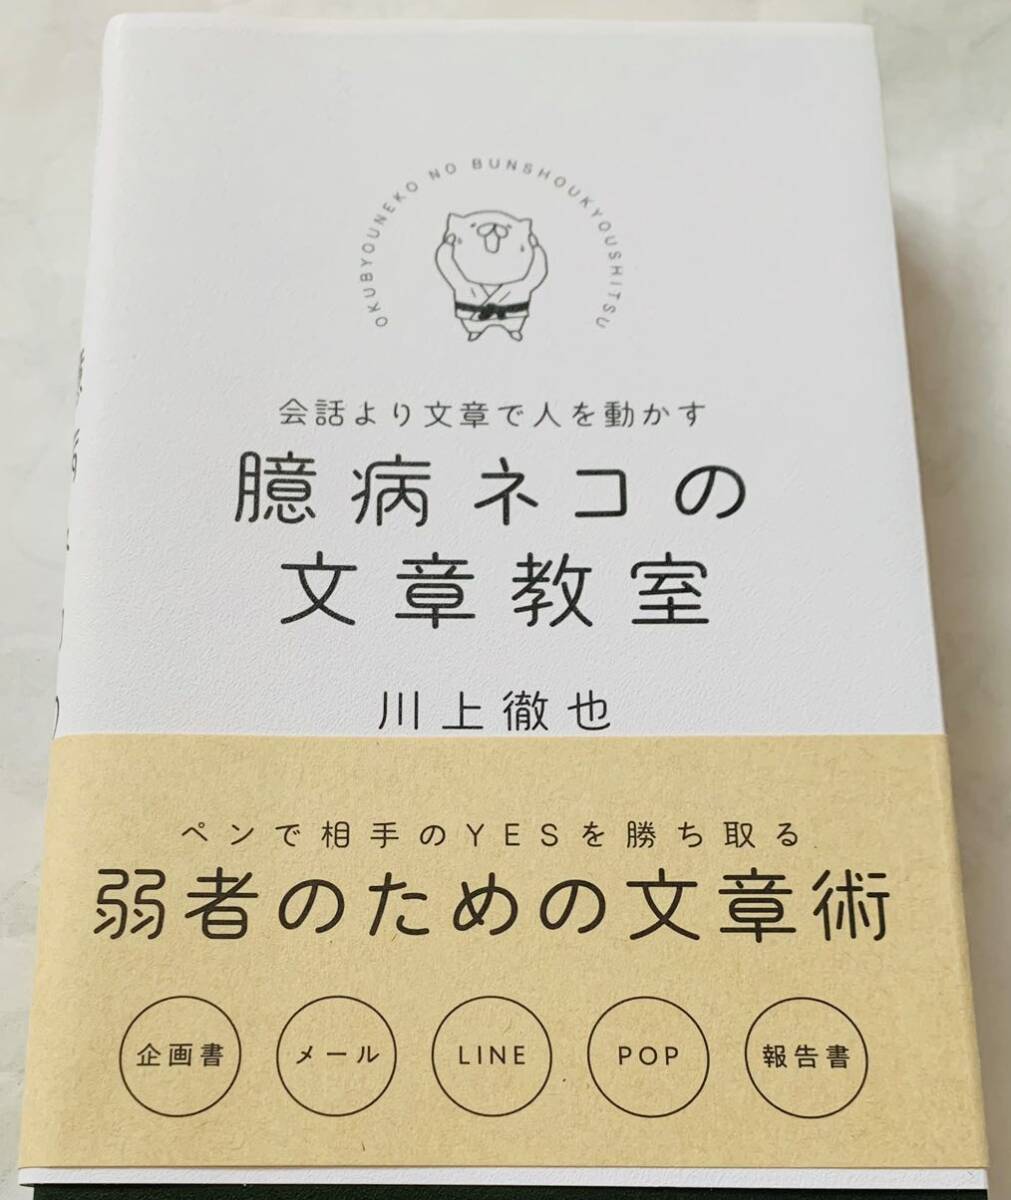 OKUBYOUNEKO NO BUNSHOUKYOUSHITSU
会話より文章で人を動かす
臆病ネコの
文章教室
川上徹也
ペンで相手のYESを勝ち取る
弱者のための文章術
企画書
メール
LINE
POP
報告書